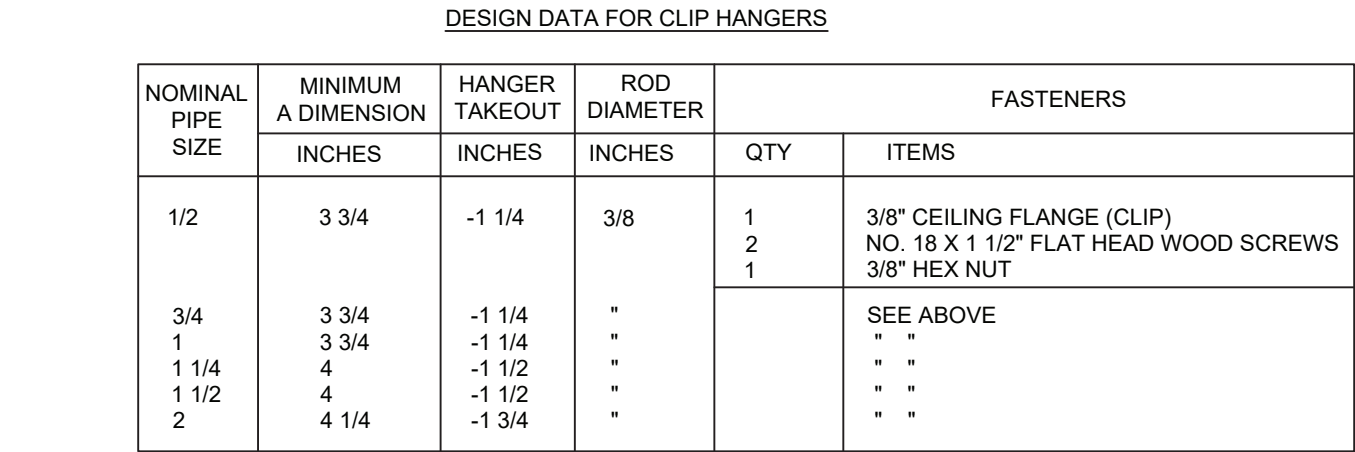 DESIGN DATA FOR CLIP HANGERS
NOMINAL PIPE SIZE MINIMUM A DIMENSION HANGER TAKEOUT ROD DIAMETER FASTENERS
INCHES INCHES INCHES QTY ITEMS
1/2 3 3/4 -1 1/4 3/8 1 3/8" CEILING FLANGE (CLIP)
2 NO. 18 X 1 1/2" FLAT HEAD WOOD SCREWS
1 3/8" HEX NUT
3/4 3 3/4 -1 1/4 " SEE ABOVE
1 3 3/4 -1 1/4 " " "
1 1/4 4 -1 1/2 " " "
1 1/2 4 -1 1/2 " " "
2 4 1/4 -1 3/4 " " "